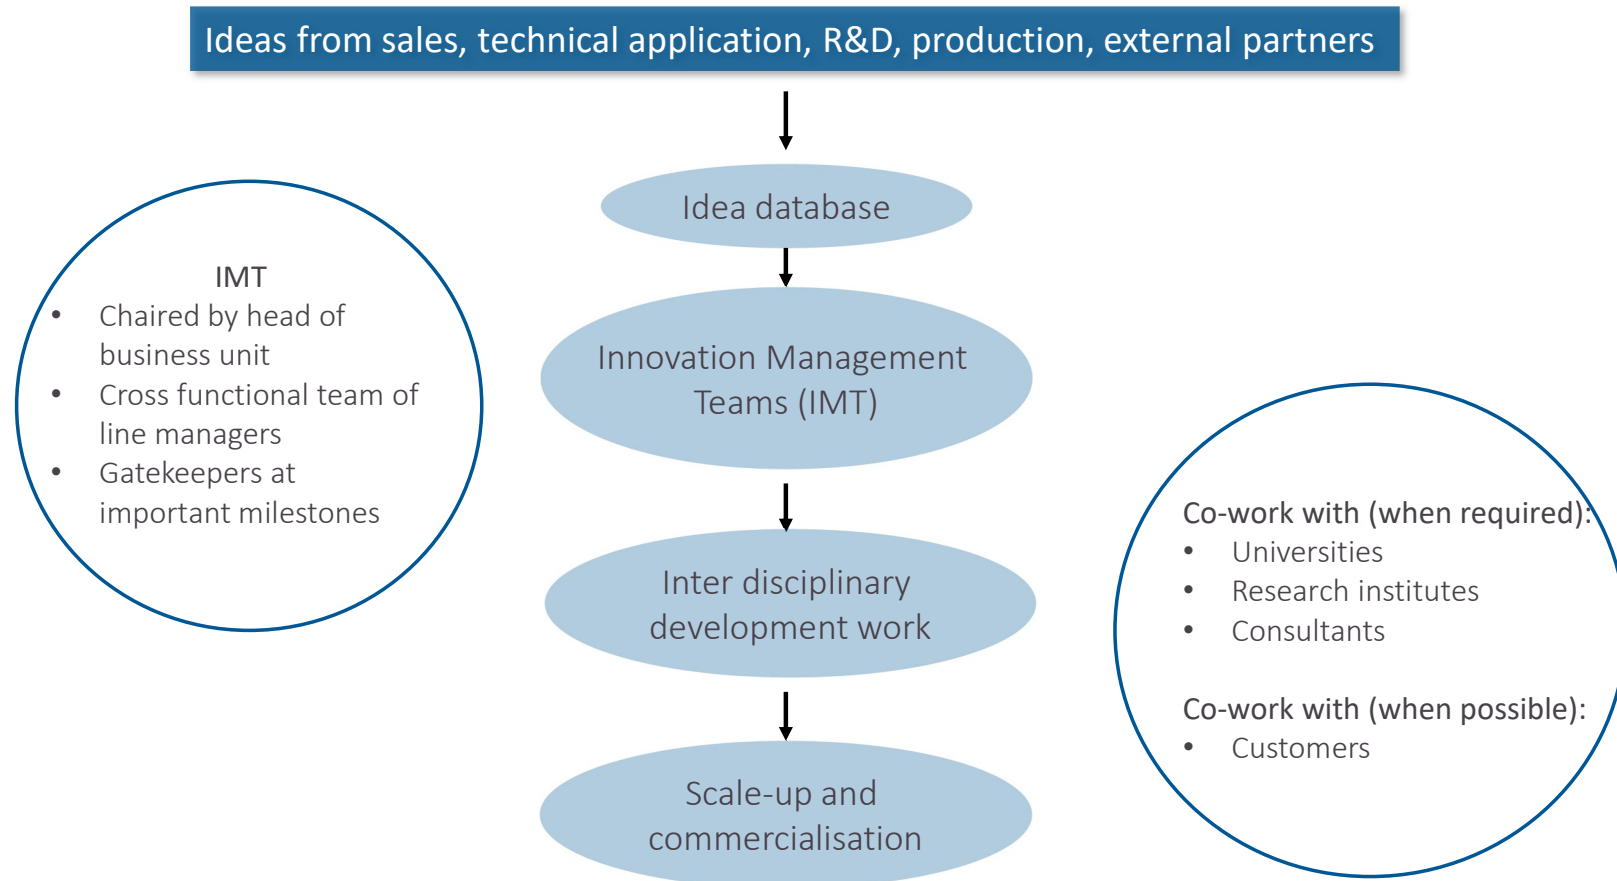 Ideas from sales, technical application, R&D, production, external partners
Idea database
IMT
• Chaired by head of
business unit
• Cross functional team of
line managers
• Gatekeepers at
important milestones
Innovation Management
Teams (IMT)
Inter disciplinary
development work
Co-work with (when required):
• Universities
• Research institutes
• Consultants
Co-work with (when possible):
• Customers
Scale-up and
commercialisation